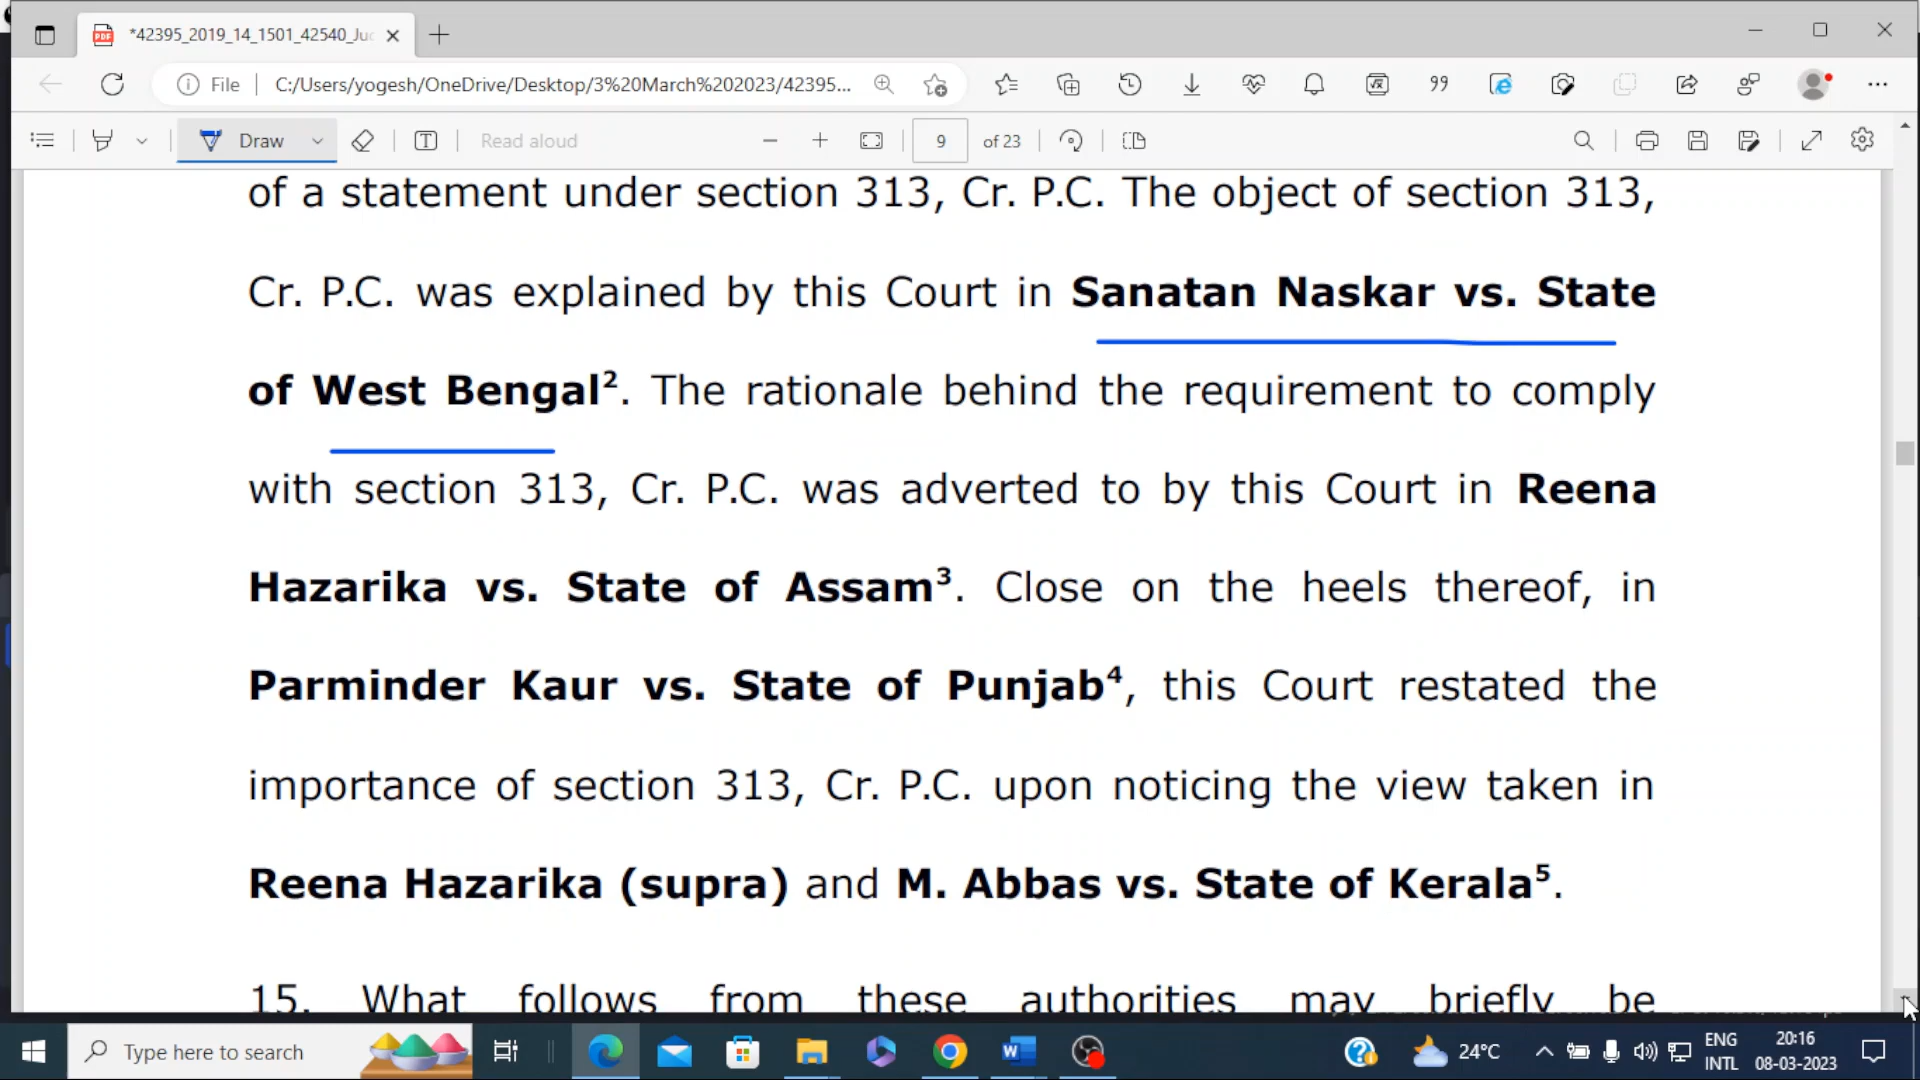 *42395_2019_14_1501_42540_Juc
File
C:/Users/yogesh/OneDrive/Desktop/3%20March%202023/42395...
Draw
Read aloud
9 of 23
of a statement under section 313, Cr. P.C. The object of section 313,
Cr. P.C. was explained by this Court in Sanatan Naskar vs. State
of West Bengal². The rationale behind the requirement to comply
with section 313, Cr. P.C. was adverted to by this Court in Reena
Hazarika vs. State of Assam³. Close on the heels thereof, in
Parminder Kaur vs. State of Punjab⁴, this Court restated the
importance of section 313, Cr. P.C. upon noticing the view taken in
Reena Hazarika (supra) and M. Abbas vs. State of Kerala⁵.
15. What follows from these authorities may briefly be
Type here to search
24°C
ENG
INTL
20:16
08-03-2023